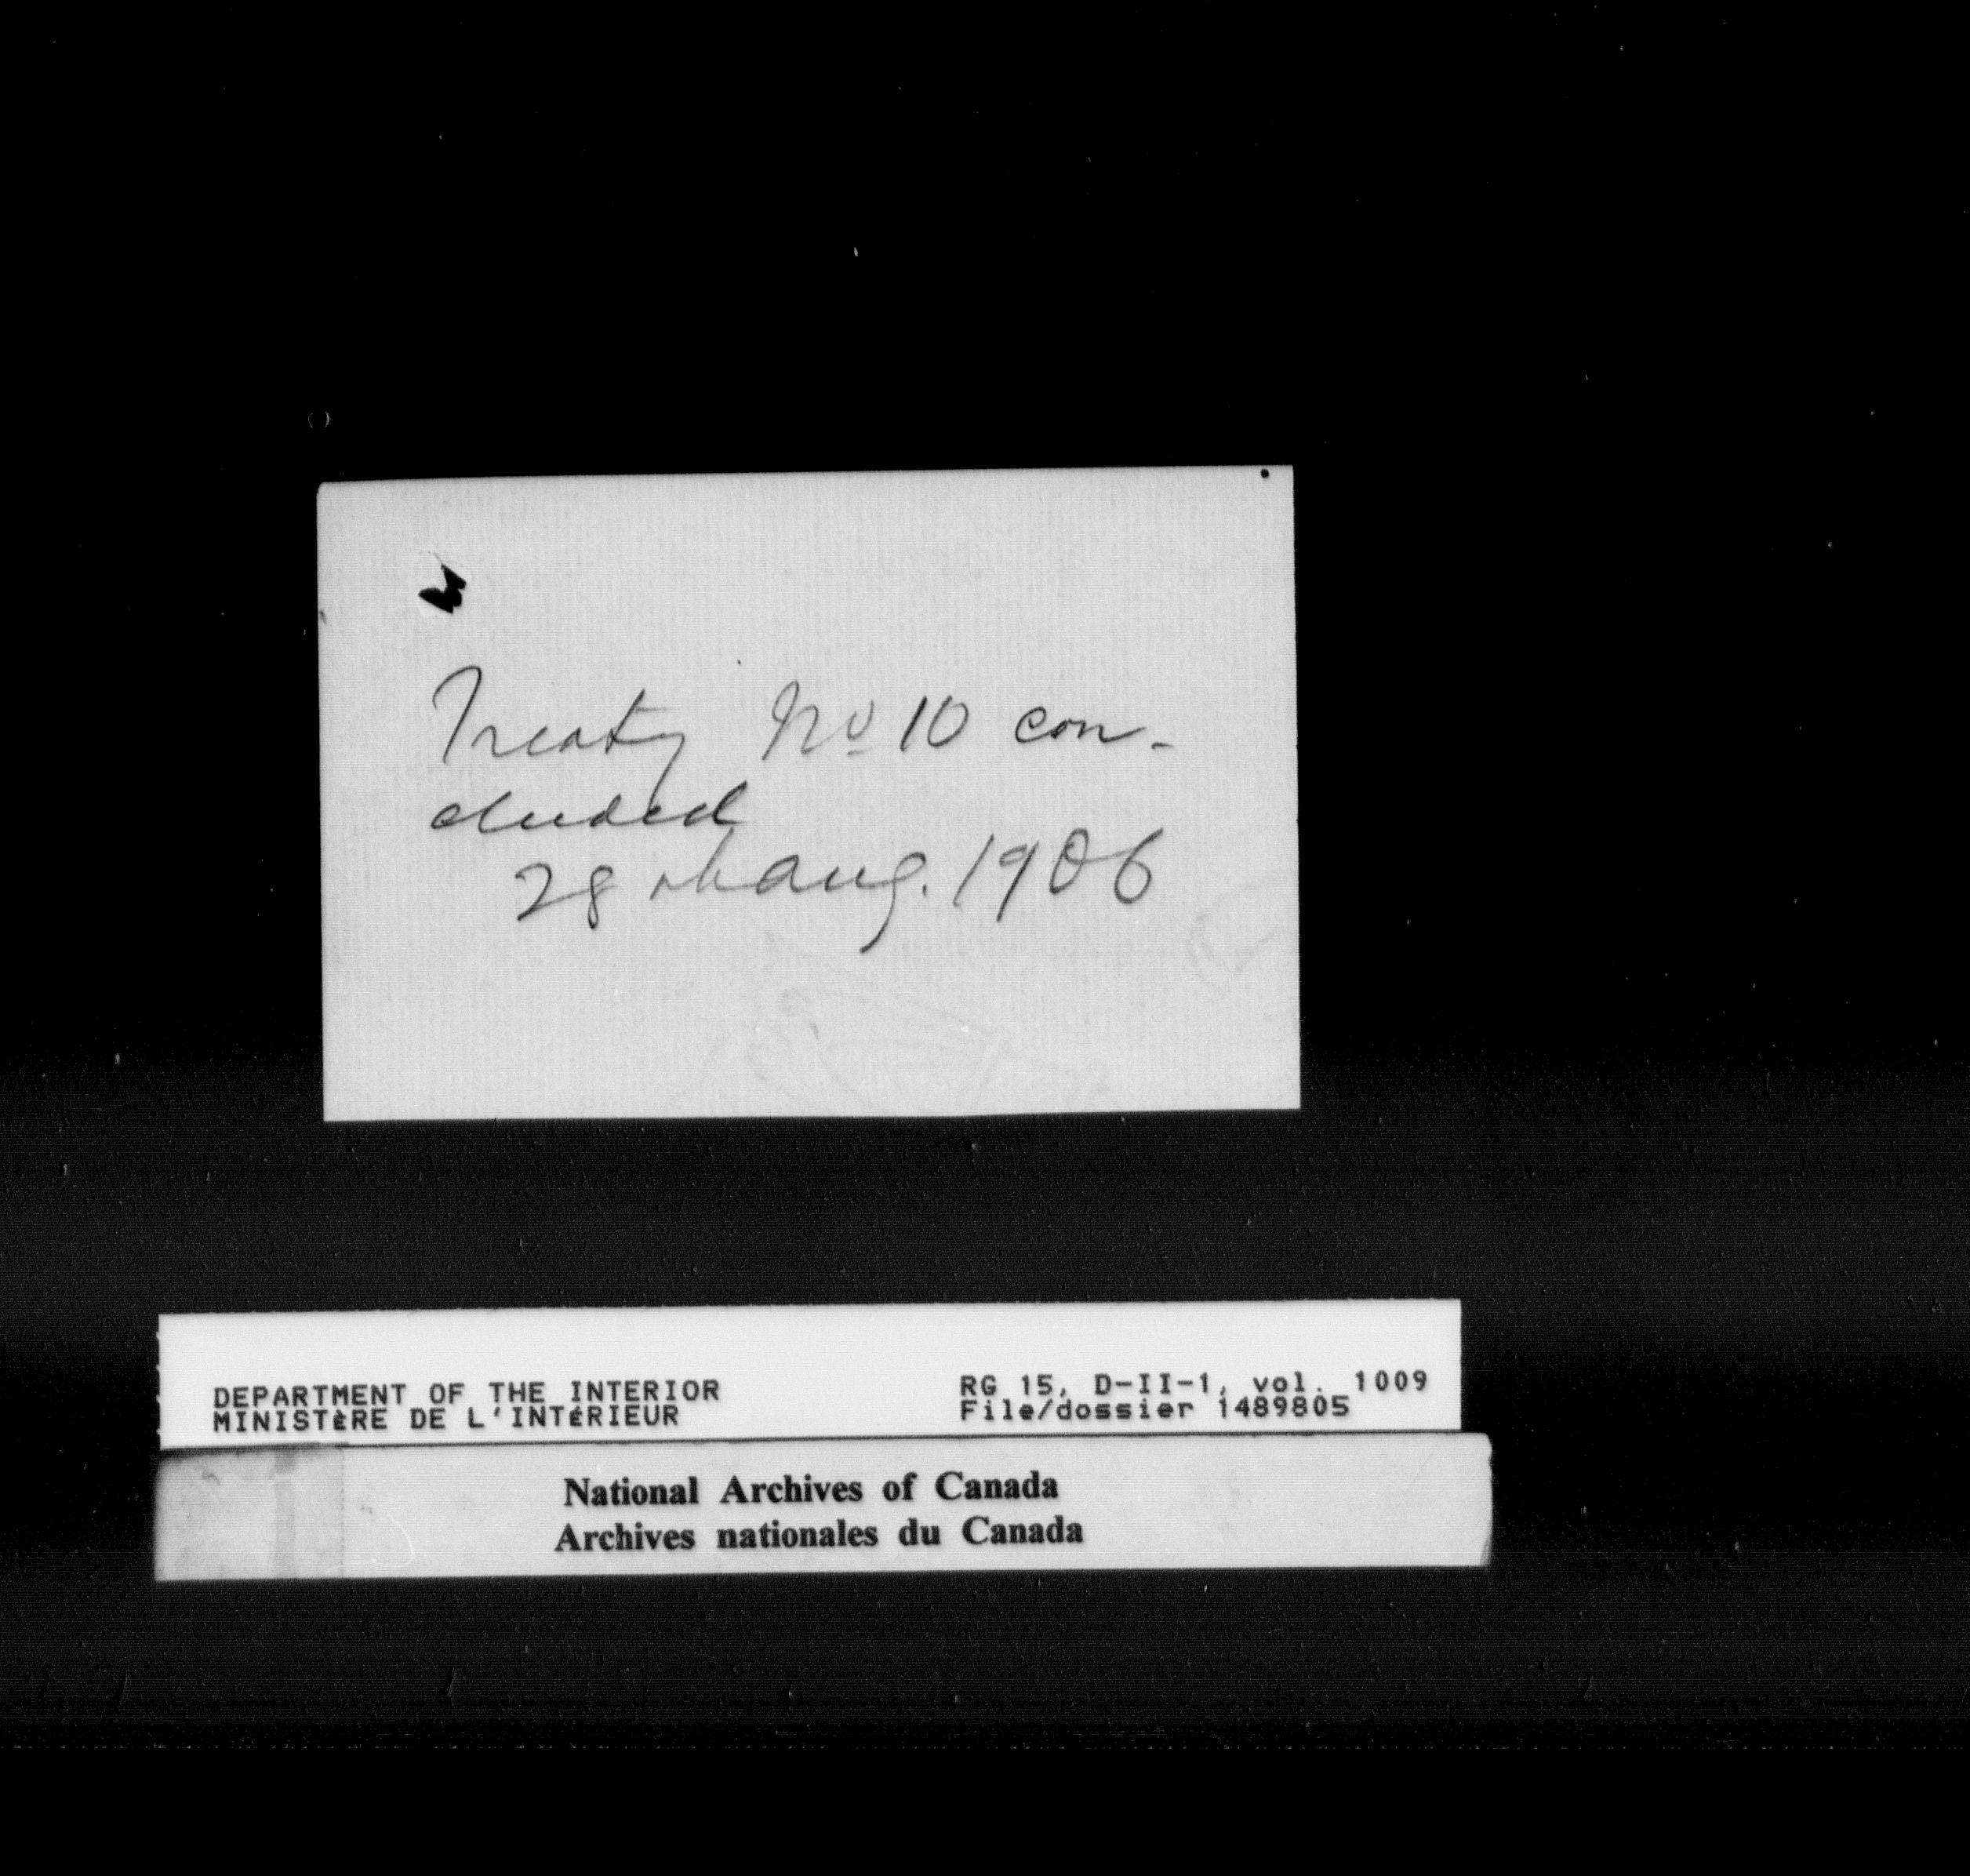 Treaty No 10 con-
cluded
28th Aug. 1906
DEPARTMENT OF THE INTERIOR RG 15, D-II-1, vol. 1009
MINISTÈRE DE L'INTÉRIEUR File/dossier 1489805
National Archives of Canada
Archives nationales du Canada